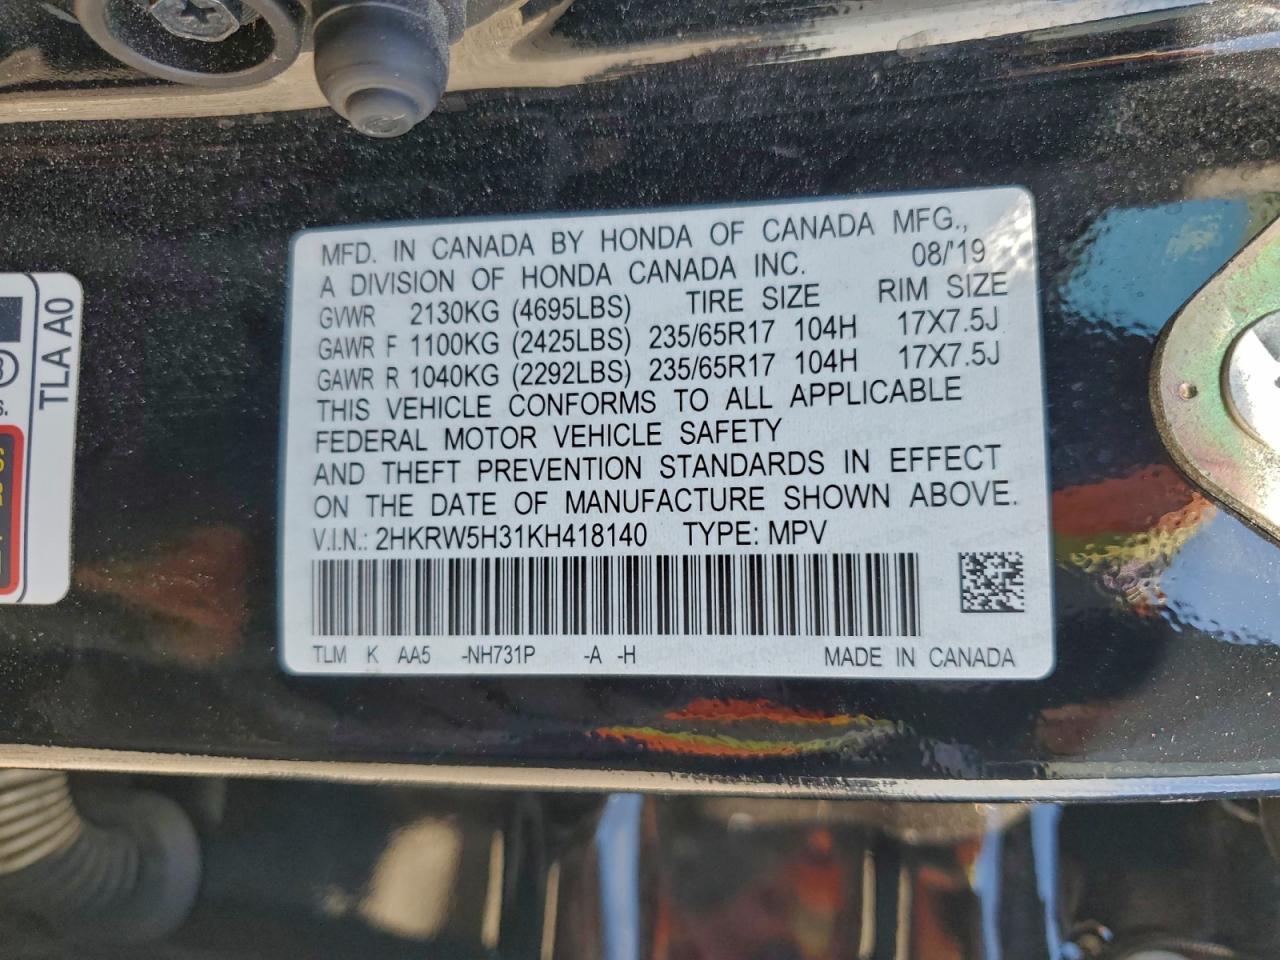 MFD. IN CANADA BY HONDA OF CANADA MFG.,
A DIVISION OF HONDA CANADA INC. 08/'19
GVWR 2130KG (4695LBS) TIRE SIZE RIM SIZE
GAWR F 1100KG (2425LBS) 235/65R17 104H 17X7.5J
GAWR R 1040KG (2292LBS) 235/65R17 104H 17X7.5J
THIS VEHICLE CONFORMS TO ALL APPLICABLE
FEDERAL MOTOR VEHICLE SAFETY
AND THEFT PREVENTION STANDARDS IN EFFECT
ON THE DATE OF MANUFACTURE SHOWN ABOVE.
V.I.N.: 2HKRW5H31KH418140 TYPE: MPV
TLM K AA5 -NH731P -A -H MADE IN CANADA
TLA A0